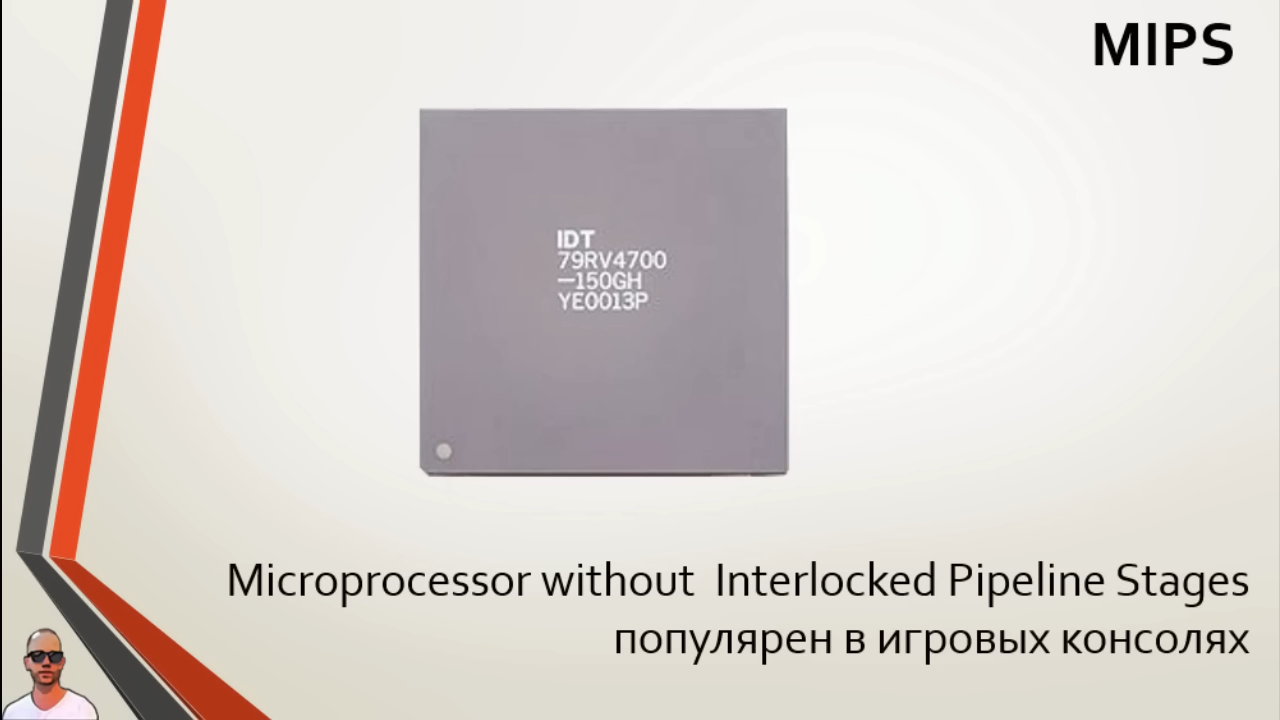 MIPS
IDT
79RV4700
–150GH
YE0013P
Microprocessor without Interlocked Pipeline Stages
популярен в игровых консолях